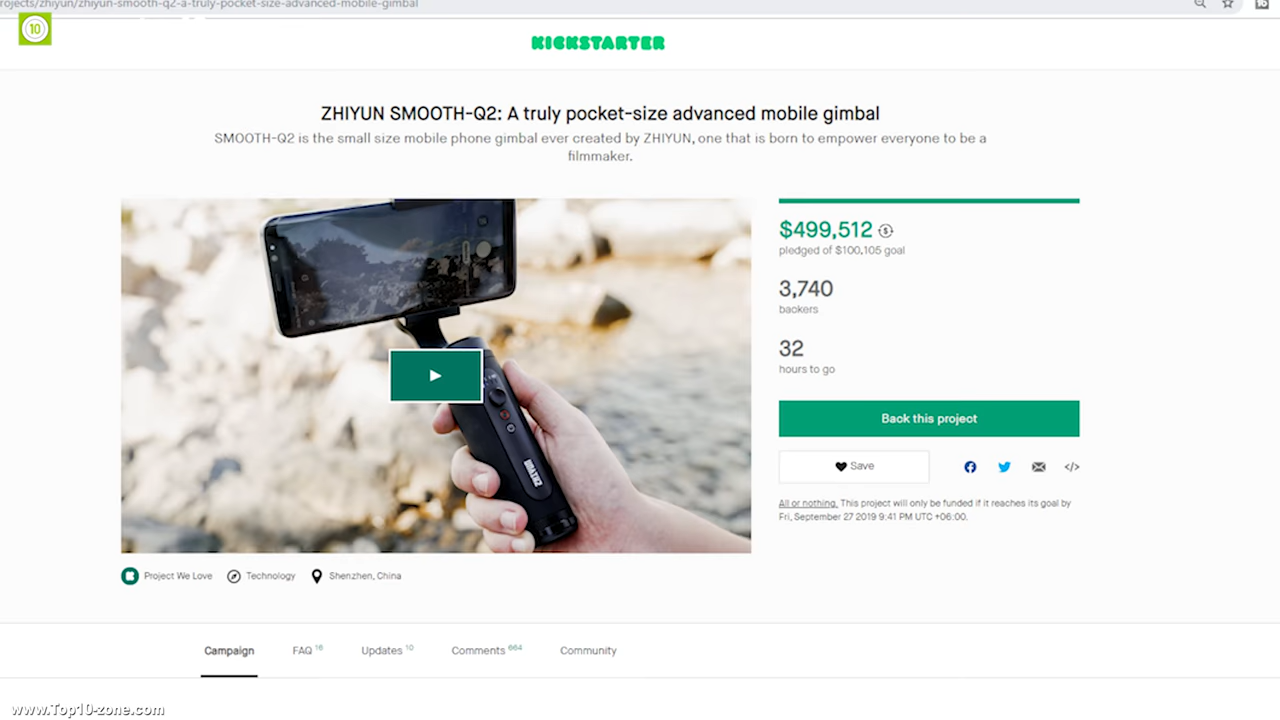 rojects/zhiyun/zhiyun-smooth-q2-a-truly-pocket-size-advanced-mobile-gimbal
10
KICKSTARTER
ZHIYUN SMOOTH-Q2: A truly pocket-size advanced mobile gimbal
SMOOTH-Q2 is the small size mobile phone gimbal ever created by ZHIYUN, one that is born to empower everyone to be a
filmmaker.
$499,512
pledged of $100,105 goal
3,740
backers
32
hours to go
Back this project
Save
</>
All or nothing. This project will only be funded if it reaches its goal by
Fri, September 27 2019 9:41 PM UTC +06:00.
ZHIYUN
Project We Love Technology Shenzhen, China
Campaign FAQ 16 Updates 10 Comments 664 Community
www.Top10-zone.com